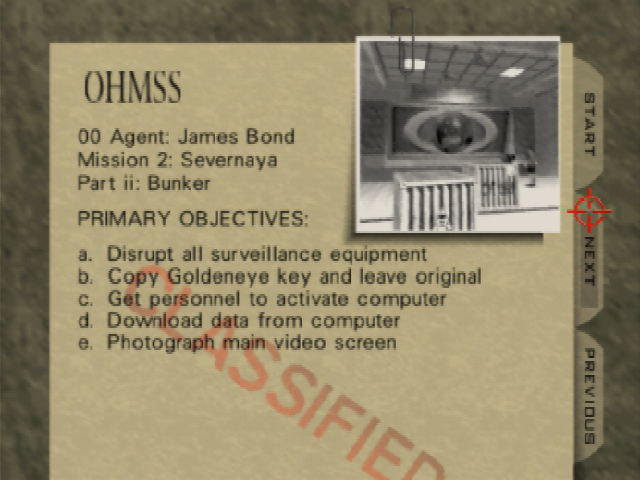 OHMSS
00 Agent: James Bond
Mission 2: Severnaya
Part ii: Bunker
PRIMARY OBJECTIVES:
a. Disrupt all surveillance equipment
b. Copy Goldeneye key and leave original
c. Get personnel to activate computer
d. Download data from computer
e. Photograph main video screen
CLASSIFIED
START
NEXT
PREVIOUS